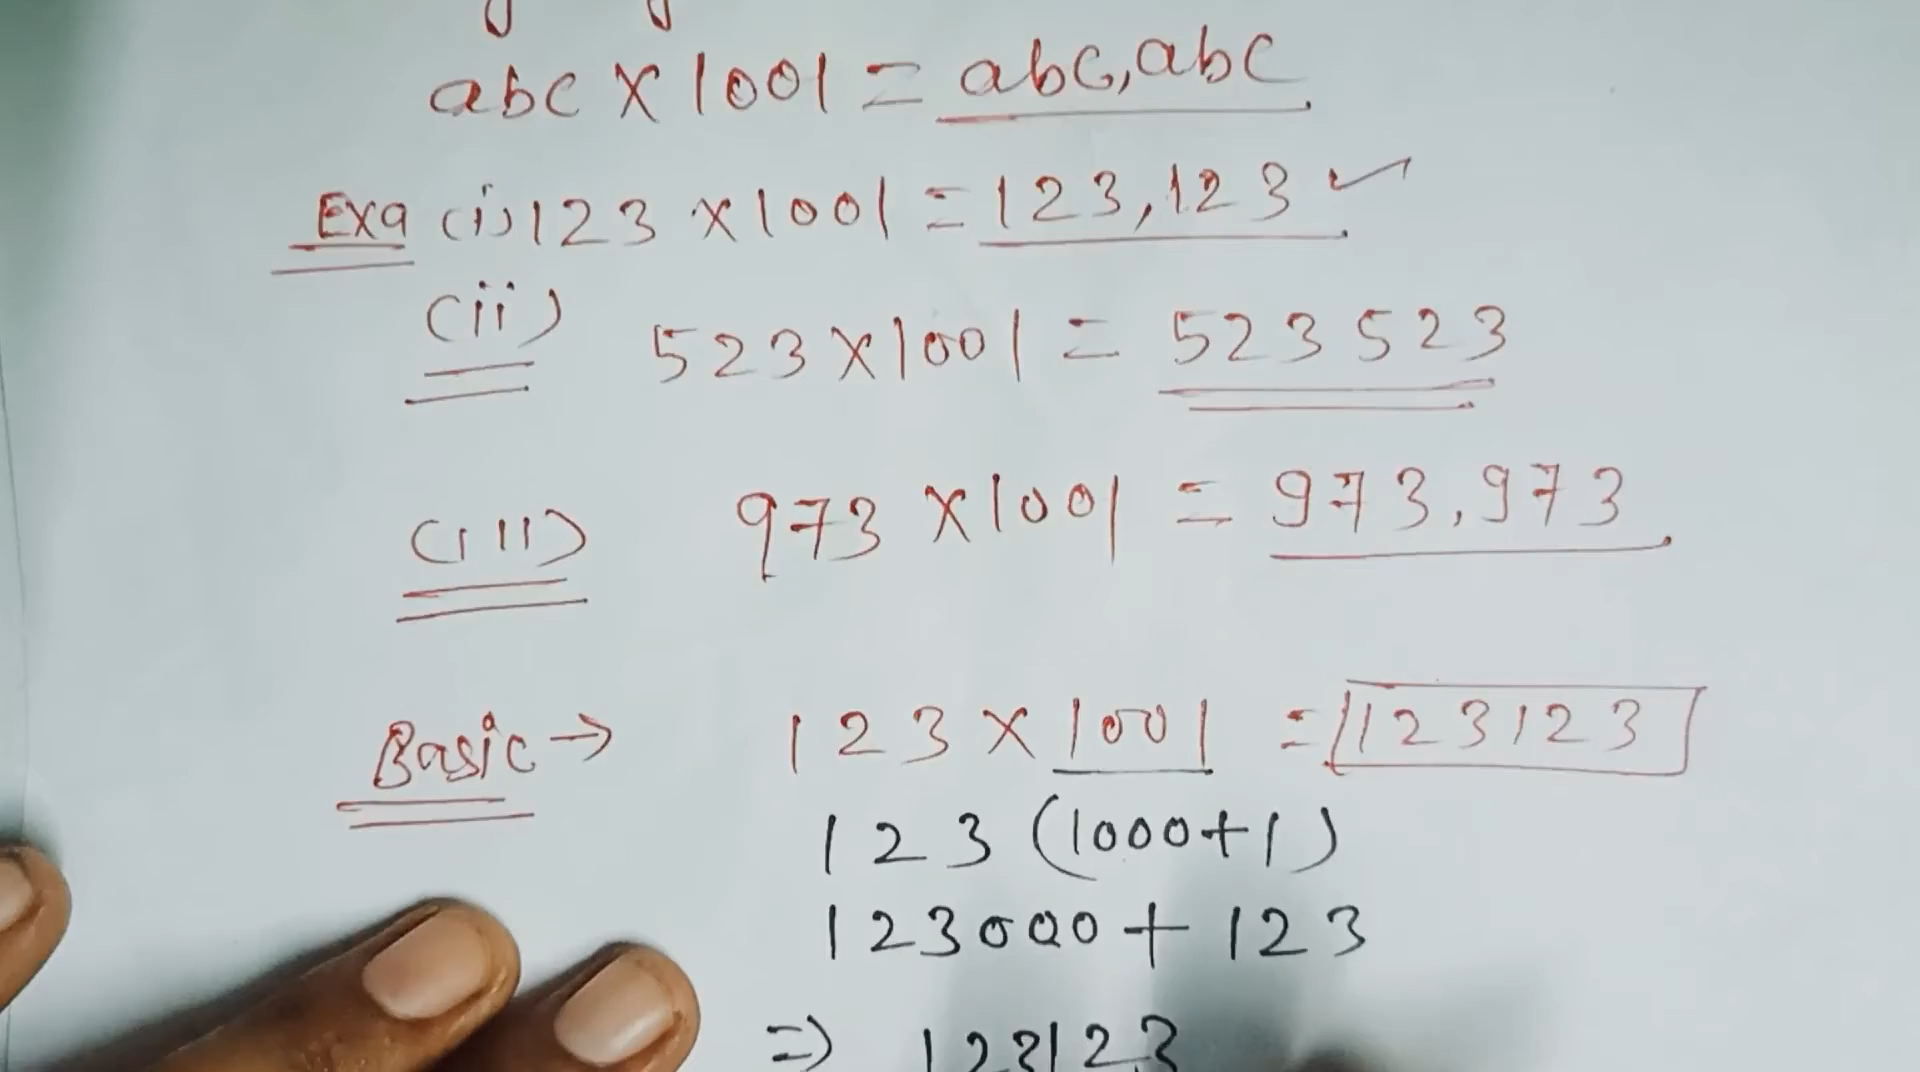 abc × 1001 = abc,abc
Exa (i) 123 × 1001 = 123,123 ✓
(ii) 523 × 1001 = 523523
(iii) 973 × 1001 = 973,973
Basic → 123 × 1001 = 123123
123 (1000+1)
123000 + 123
⇒ 123123